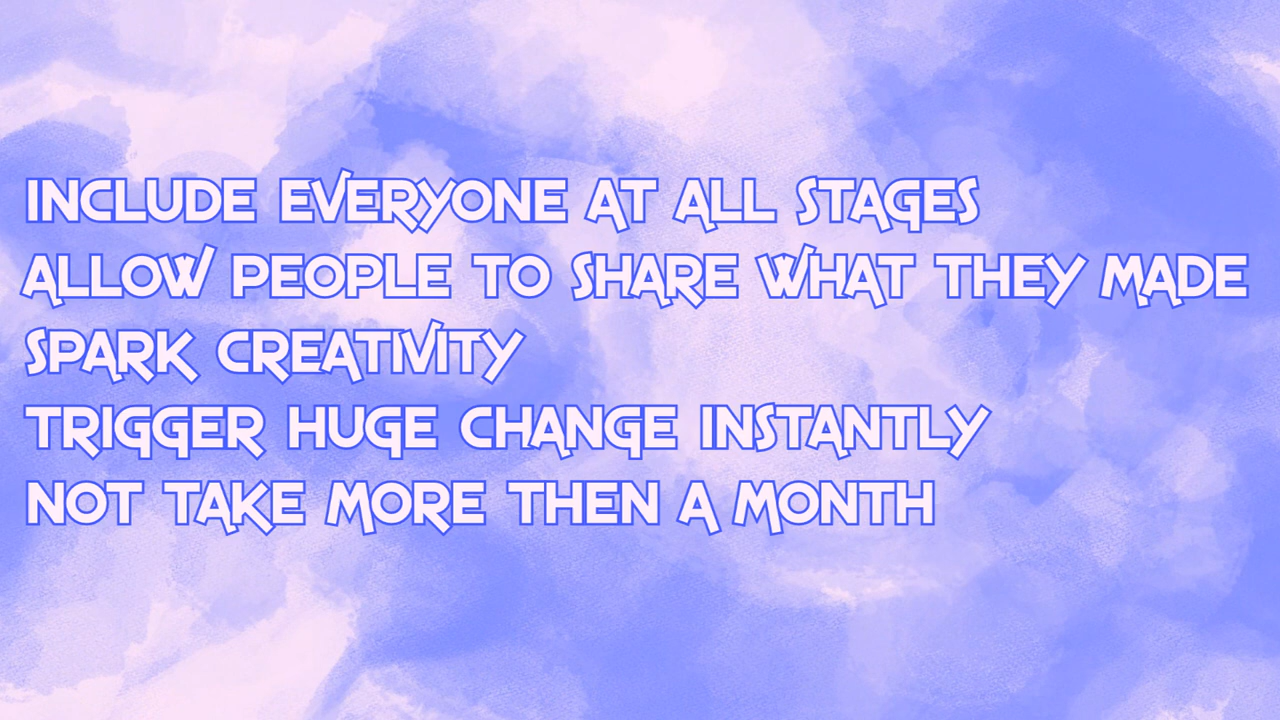 INCLUDE EVERYONE AT ALL STAGES
ALLOW PEOPLE TO SHARE WHAT THEY MADE
SPARK CREATIVITY
TRIGGER HUGE CHANGE INSTANTLY
NOT TAKE MORE THEN A MONTH